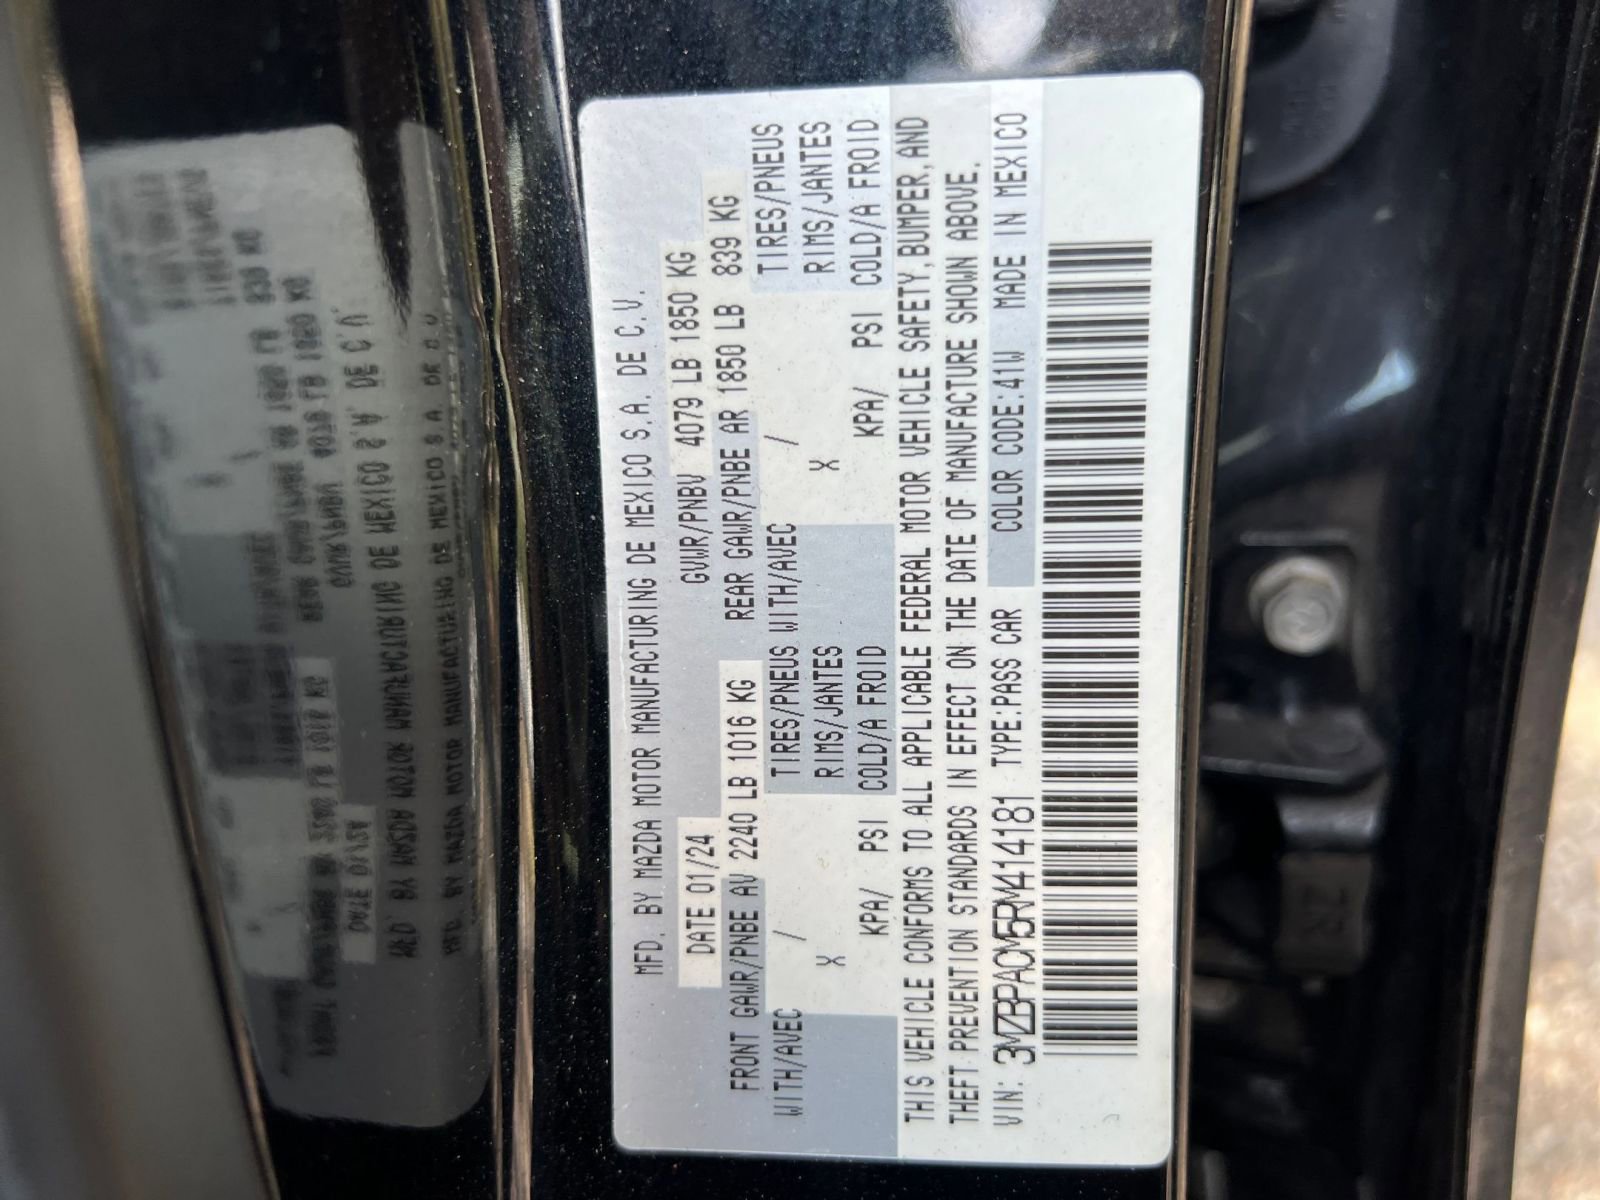 MFD. BY MAZDA MOTOR MANUFACTURING DE MEXICO S.A. DE C.V.
DATE 01/24 GVWR/PNBV 4079 LB 1850 KG
FRONT GAWR/PNBE AV 2240 LB 1016 KG REAR GAWR/PNBE AR 1850 LB 839 KG
WITH/AVEC / TIRES/PNEUS WITH/AVEC / TIRES/PNEUS
X RIMS/JANTES X RIMS/JANTES
KPA/ PSI COLD/A FROID KPA/ PSI COLD/A FROID
THIS VEHICLE CONFORMS TO ALL APPLICABLE FEDERAL MOTOR VEHICLE SAFETY,BUMPER,AND
THEFT PREVENTION STANDARDS IN EFFECT ON THE DATE OF MANUFACTURE SHOWN ABOVE.
VIN: 3MZBPACM5RM414181 TYPE:PASS CAR COLOR CODE:41W MADE IN MEXICO